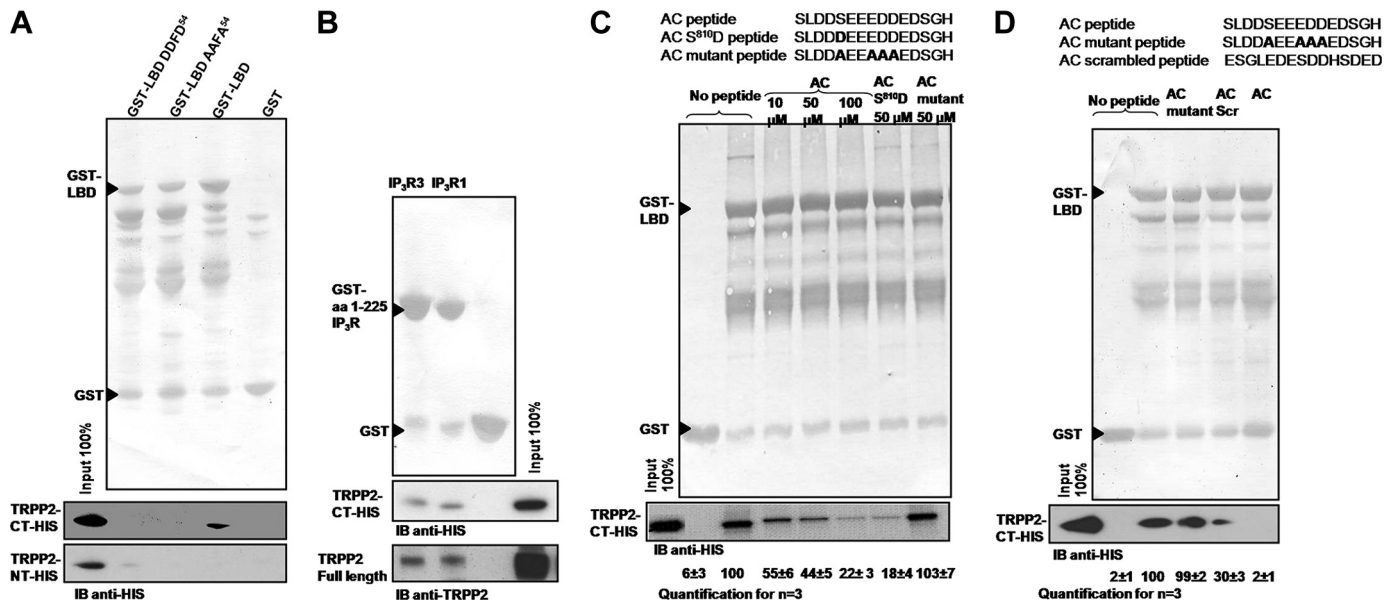 A
GST-LBD DDFD54
GST-LBD AAFA54
GST-LBD
GST
GST-
LBD
GST
Input 100%
TRPP2-
CT-HIS
TRPP2-
NT-HIS
IB anti-HIS
B
IP3R3 IP3R1
GST-
aa 1-225
IP3R
GST
Input 100%
TRPP2-
CT-HIS
IB anti-HIS
TRPP2
Full length
IB anti-TRPP2
C
AC peptide SLDDSEEEDDEDSGH
AC S810D peptide SLDDDEEEDDEDSGH
AC mutant peptide SLDDAEEAAAEDSGH
No peptide
AC
10 μM
50 μM
100 μM
AC S810D 50 μM
AC mutant 50 μM
GST-
LBD
GST
Input 100%
TRPP2-
CT-HIS
IB anti-HIS
6±3 100 55±6 44±5 22±3 18±4 103±7
Quantification for n=3
D
AC peptide SLDDSEEEDDEDSGH
AC mutant peptide SLDDAEEAAAEDSGH
AC scrambled peptide ESGLEDESDDHSDED
No peptide
AC mutant
AC Scr
AC
GST-
LBD
GST
Input 100%
TRPP2-
CT-HIS
IB anti-HIS
2±1 100 99±2 30±3 2±1
Quantification for n=3